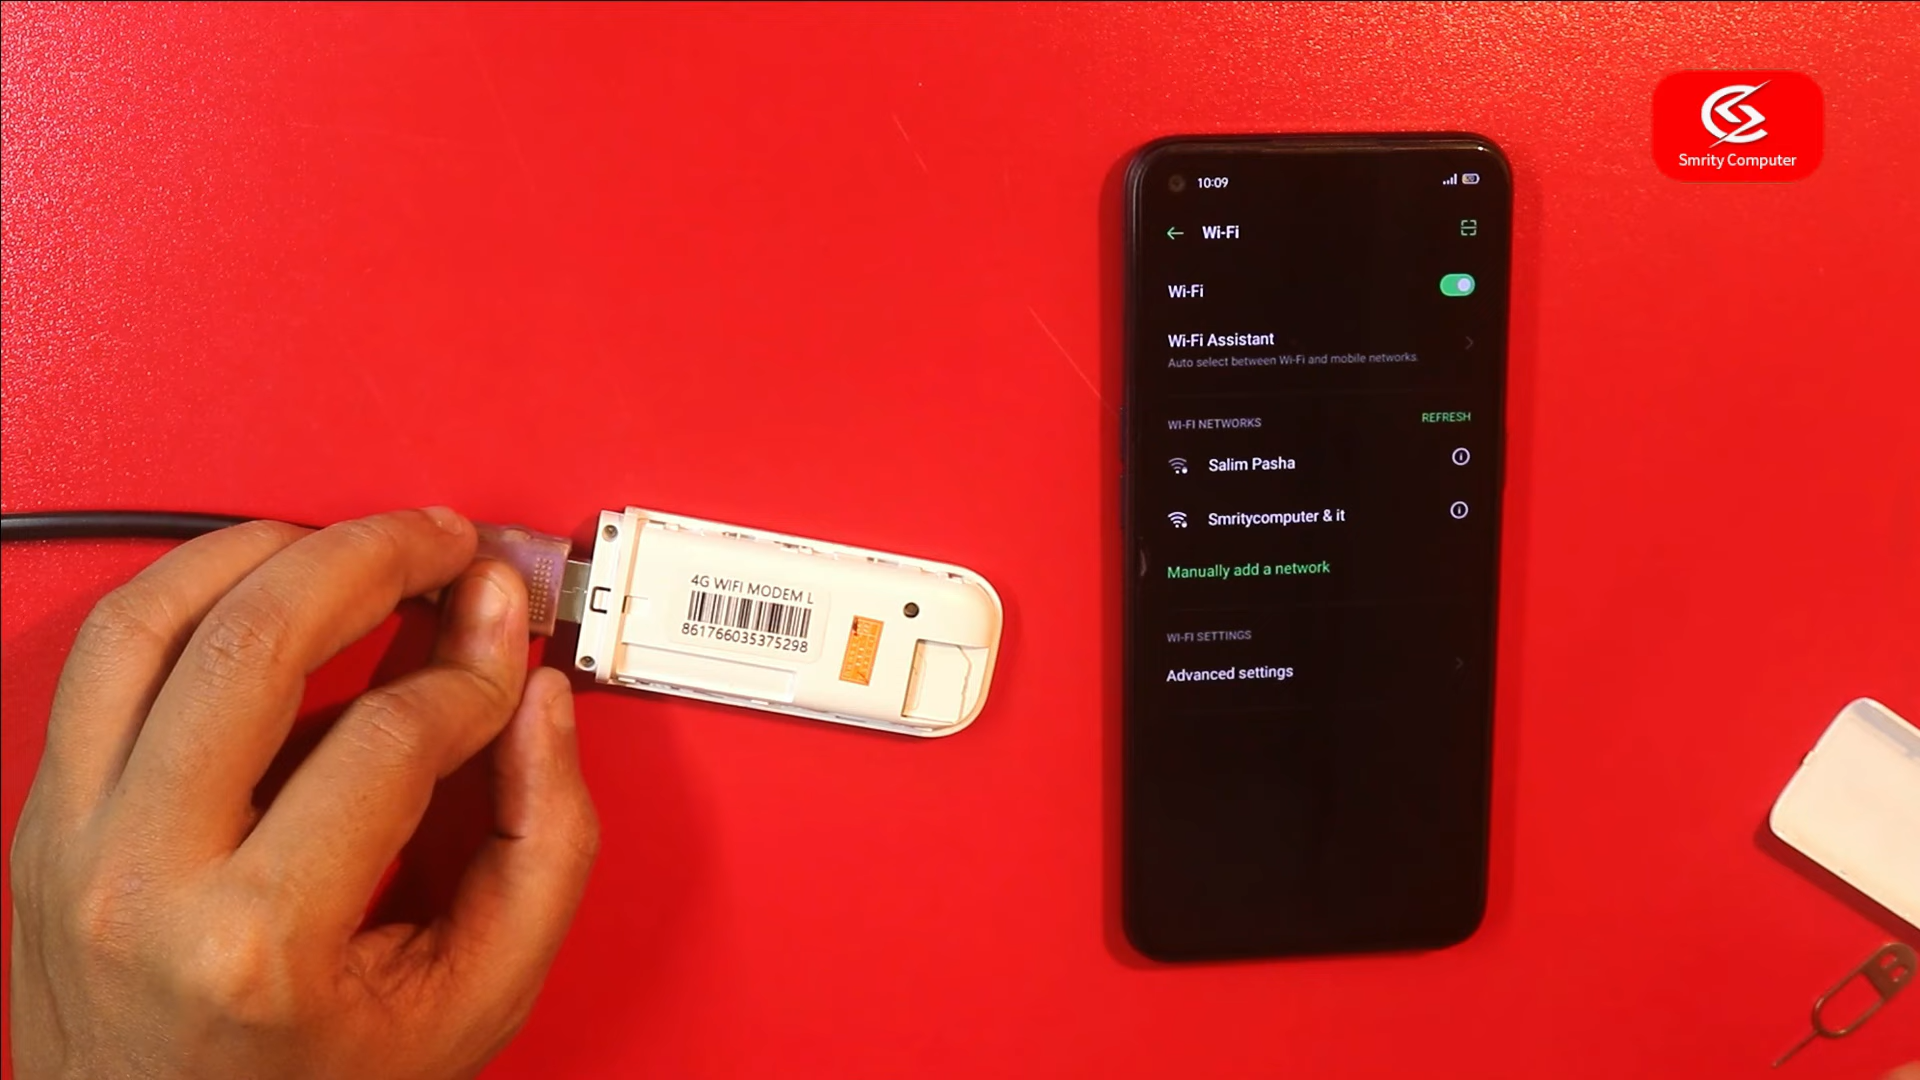 Smrity Computer
10:09
Wi-Fi
Wi-Fi
Wi-Fi Assistant
Auto select between Wi-Fi and mobile networks.
WI-FI NETWORKS REFRESH
Salim Pasha
Smritycomputer & it
Manually add a network
WI-FI SETTINGS
Advanced settings
4G WIFI MODEM L
861766035375298